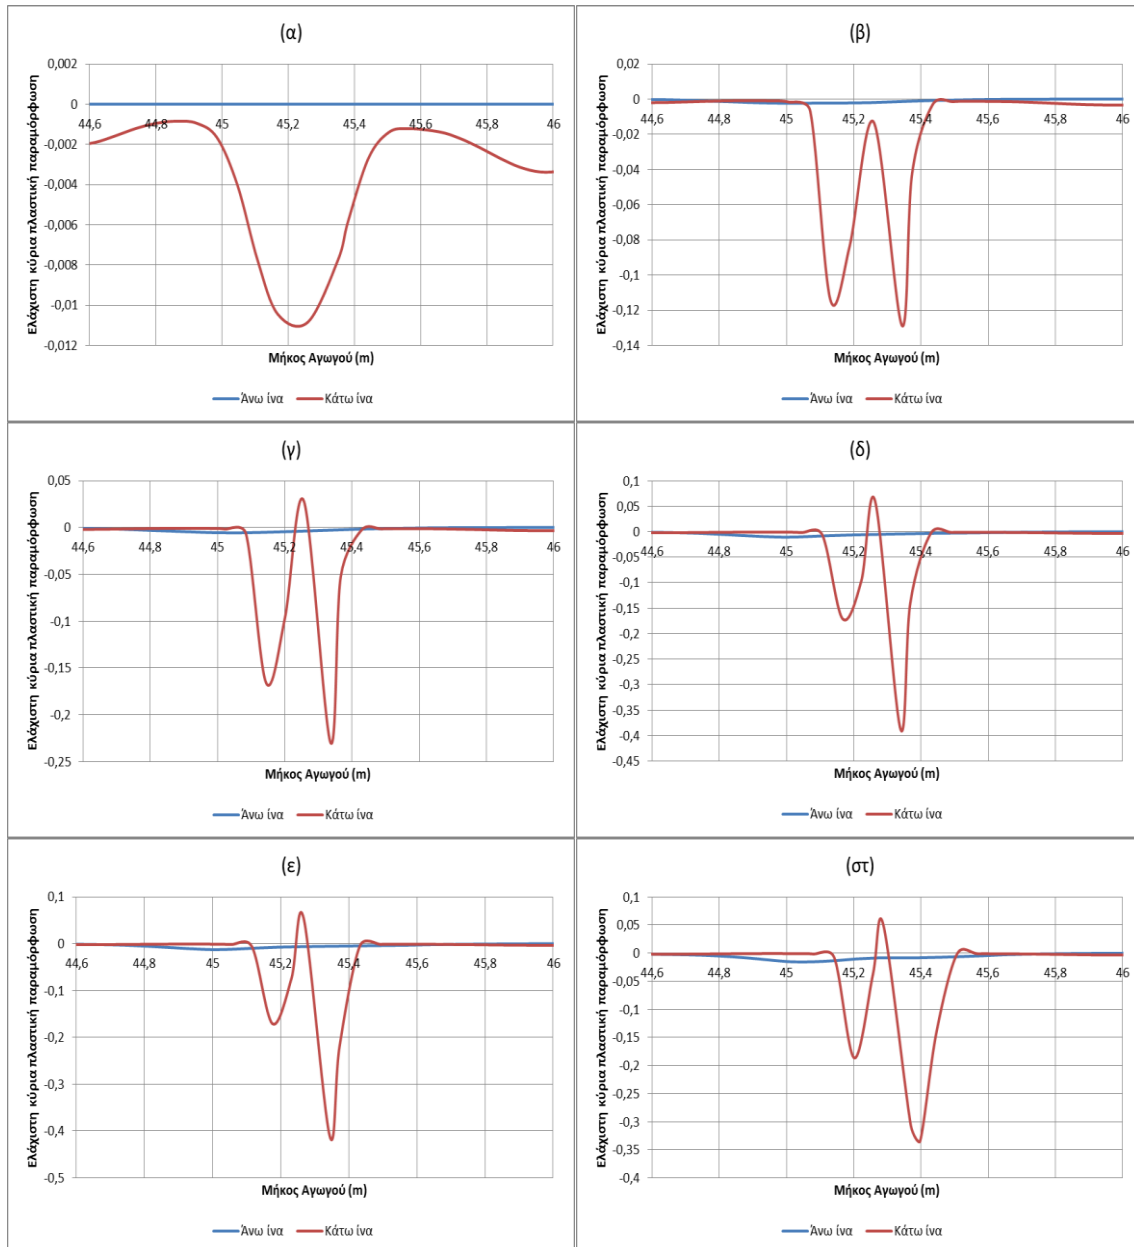 (α)
Ελάχιστη κύρια πλαστική παραμόρφωση
0,002
0
-0,002
-0,004
-0,006
-0,008
-0,01
-0,012
44,6 44,8 45 45,2 45,4 45,6 45,8 46
Μήκος Αγωγού (m)
Άνω ίνα Κάτω ίνα
(β)
Ελάχιστη κύρια πλαστική παραμόρφωση
0,02
0
-0,02
-0,04
-0,06
-0,08
-0,1
-0,12
-0,14
44,6 44,8 45 45,2 45,4 45,6 45,8 46
Μήκος Αγωγού (m)
Άνω ίνα Κάτω ίνα
(γ)
Ελάχιστη κύρια πλαστική παραμόρφωση
0,05
0
-0,05
-0,1
-0,15
-0,2
-0,25
44,6 44,8 45 45,2 45,4 45,6 45,8 46
Μήκος Αγωγού (m)
Άνω ίνα Κάτω ίνα
(δ)
Ελάχιστη κύρια πλαστική παραμόρφωση
0,1
0,05
0
-0,05
-0,1
-0,15
-0,2
-0,25
-0,3
-0,35
-0,4
-0,45
44,6 44,8 45 45,2 45,4 45,6 45,8 46
Μήκος Αγωγού (m)
Άνω ίνα Κάτω ίνα
(ε)
Ελάχιστη κύρια πλαστική παραμόρφωση
0,1
0
-0,1
-0,2
-0,3
-0,4
-0,5
44,6 44,8 45 45,2 45,4 45,6 45,8 46
Μήκος Αγωγού (m)
Άνω ίνα Κάτω ίνα
(στ)
Ελάχιστη κύρια πλαστική παραμόρφωση
0,1
0,05
0
-0,05
-0,1
-0,15
-0,2
-0,25
-0,3
-0,35
-0,4
44,6 44,8 45 45,2 45,4 45,6 45,8 46
Μήκος Αγωγού (m)
Άνω ίνα Κάτω ίνα